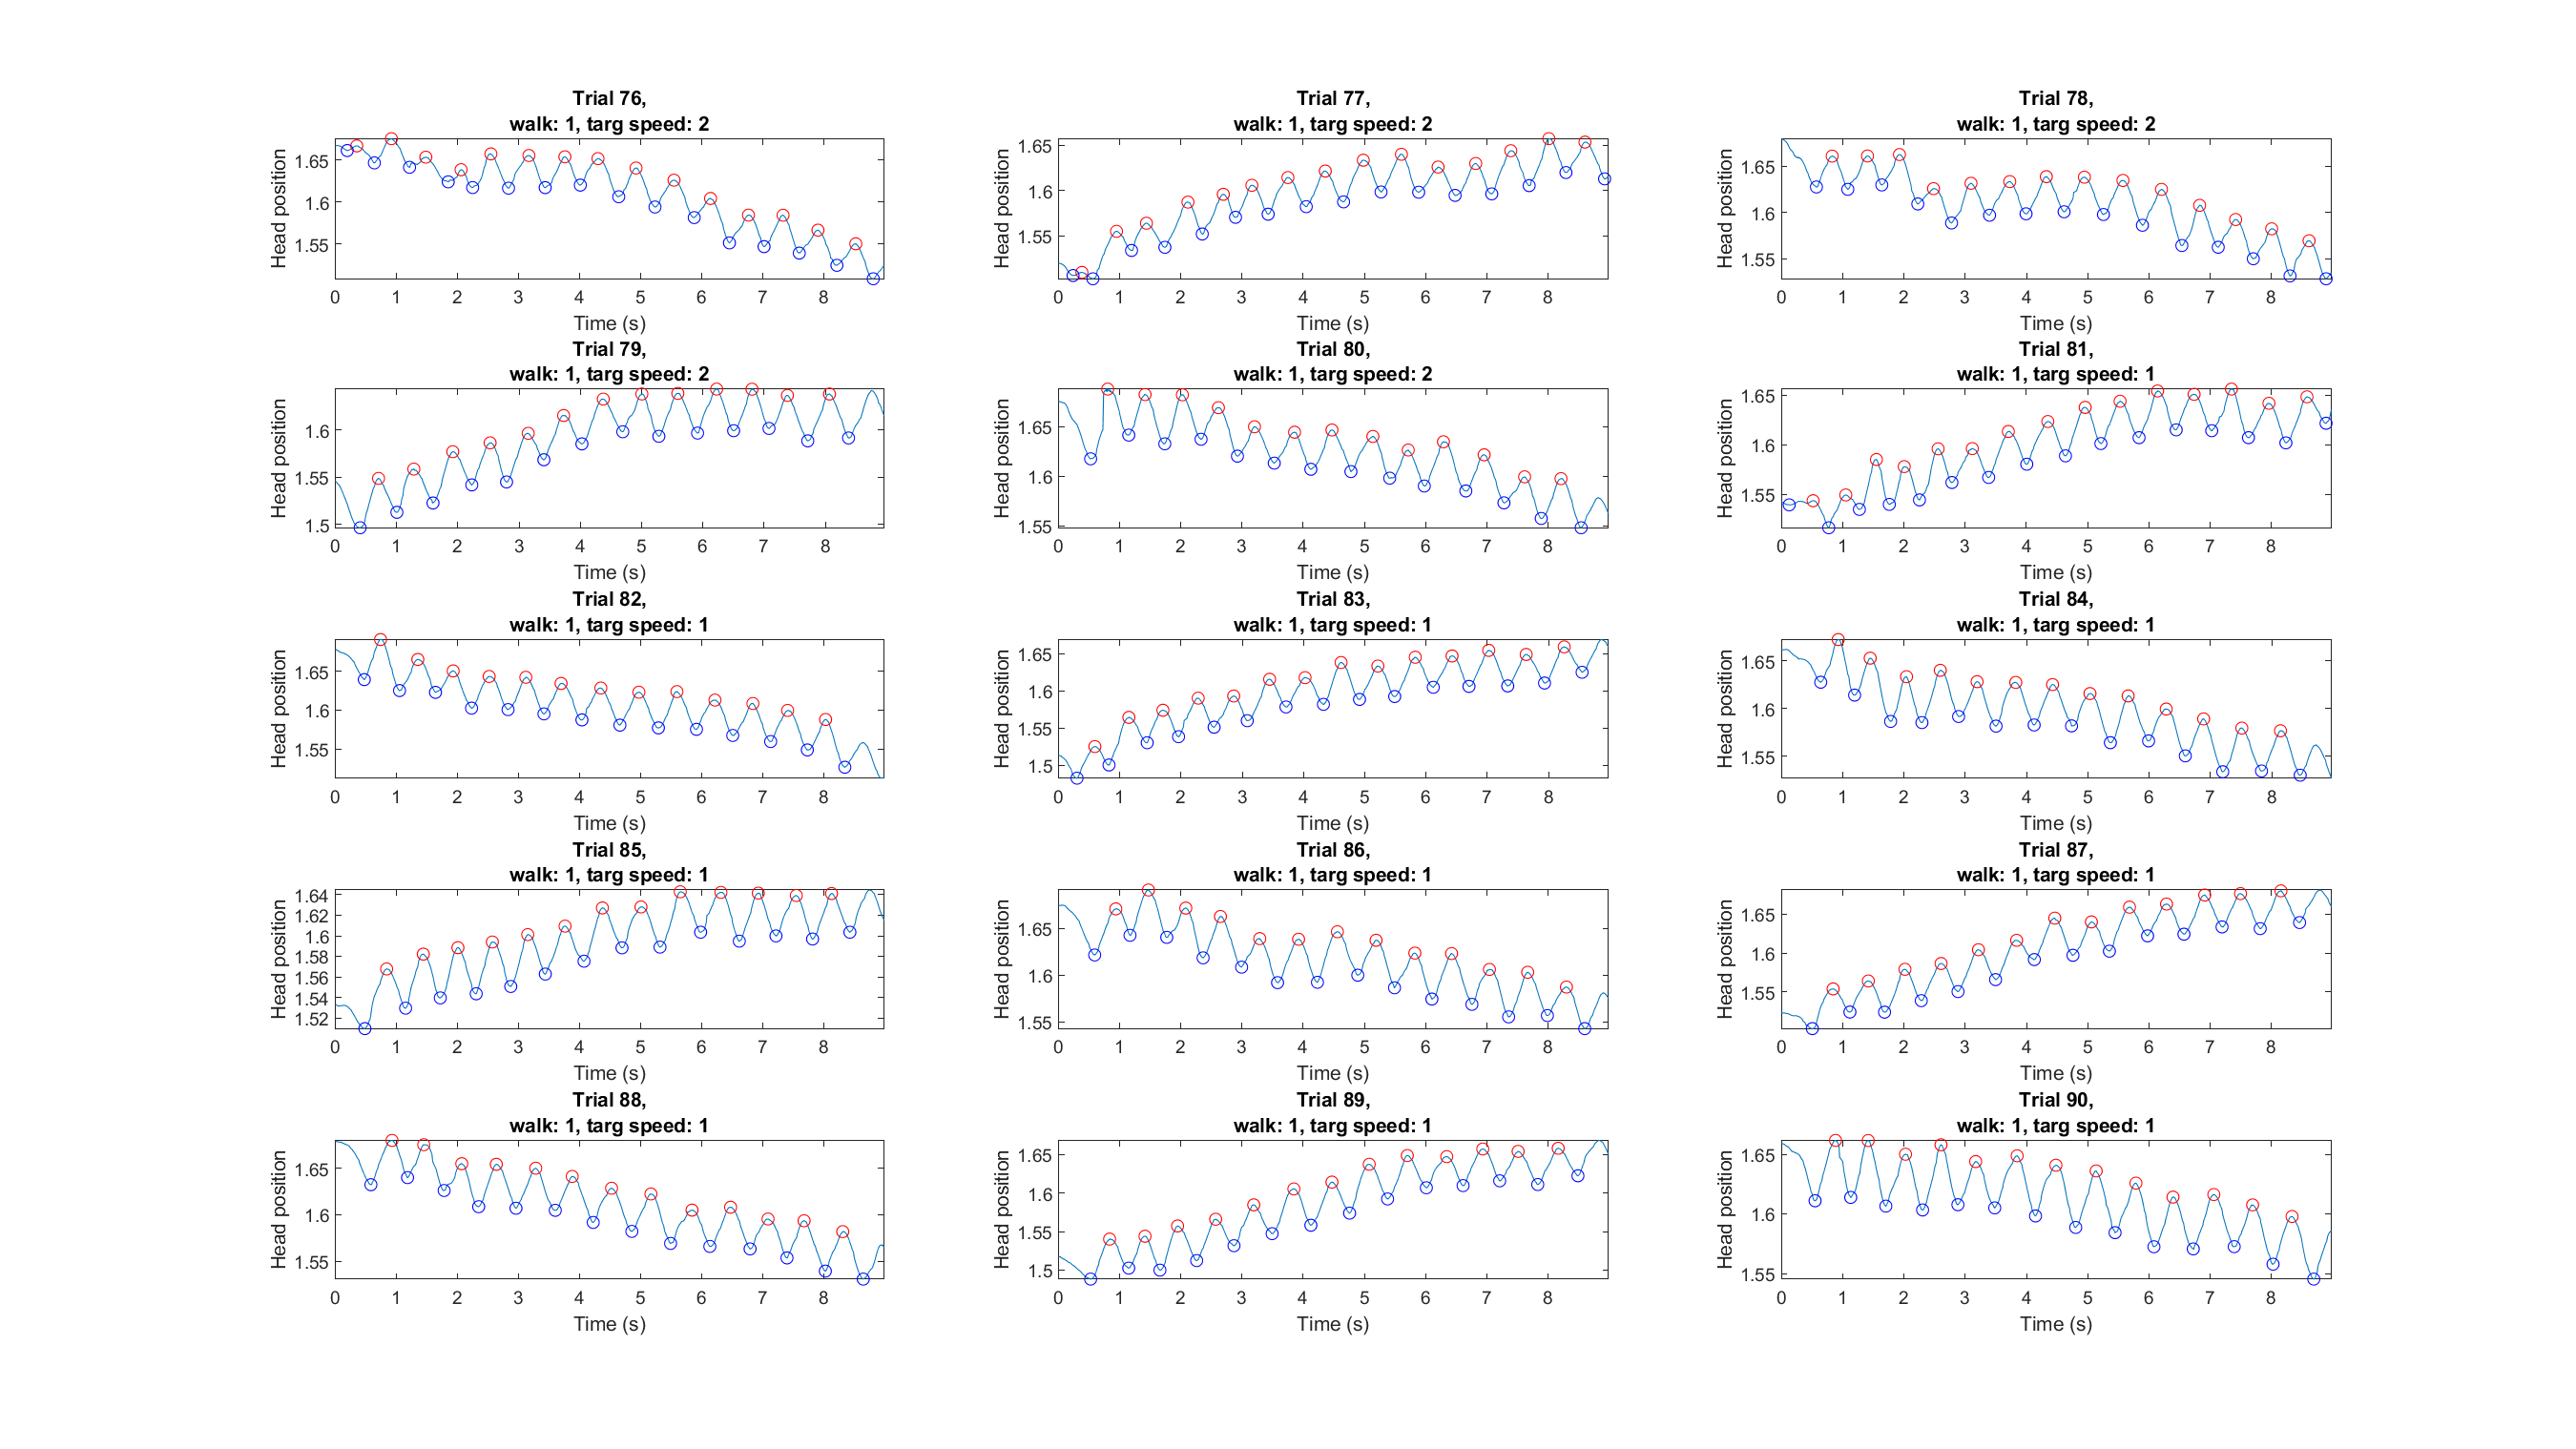 Trial 76,
walk: 1, targ speed: 2
Head position
1.65
1.6
1.55
0 1 2 3 4 5 6 7 8
Time (s)
Trial 77,
walk: 1, targ speed: 2
Head position
1.65
1.6
1.55
0 1 2 3 4 5 6 7 8
Time (s)
Trial 78,
walk: 1, targ speed: 2
Head position
1.65
1.6
1.55
0 1 2 3 4 5 6 7 8
Time (s)
Trial 79,
walk: 1, targ speed: 2
Head position
1.6
1.55
1.5
0 1 2 3 4 5 6 7 8
Time (s)
Trial 80,
walk: 1, targ speed: 2
Head position
1.65
1.6
1.55
0 1 2 3 4 5 6 7 8
Time (s)
Trial 81,
walk: 1, targ speed: 1
Head position
1.65
1.6
1.55
0 1 2 3 4 5 6 7 8
Time (s)
Trial 82,
walk: 1, targ speed: 1
Head position
1.65
1.6
1.55
0 1 2 3 4 5 6 7 8
Time (s)
Trial 83,
walk: 1, targ speed: 1
Head position
1.65
1.6
1.55
1.5
0 1 2 3 4 5 6 7 8
Time (s)
Trial 84,
walk: 1, targ speed: 1
Head position
1.65
1.6
1.55
0 1 2 3 4 5 6 7 8
Time (s)
Trial 85,
walk: 1, targ speed: 1
Head position
1.64
1.62
1.6
1.58
1.56
1.54
1.52
0 1 2 3 4 5 6 7 8
Time (s)
Trial 86,
walk: 1, targ speed: 1
Head position
1.65
1.6
1.55
0 1 2 3 4 5 6 7 8
Time (s)
Trial 87,
walk: 1, targ speed: 1
Head position
1.65
1.6
1.55
0 1 2 3 4 5 6 7 8
Time (s)
Trial 88,
walk: 1, targ speed: 1
Head position
1.65
1.6
1.55
0 1 2 3 4 5 6 7 8
Time (s)
Trial 89,
walk: 1, targ speed: 1
Head position
1.65
1.6
1.55
1.5
0 1 2 3 4 5 6 7 8
Time (s)
Trial 90,
walk: 1, targ speed: 1
Head position
1.65
1.6
1.55
0 1 2 3 4 5 6 7 8
Time (s)